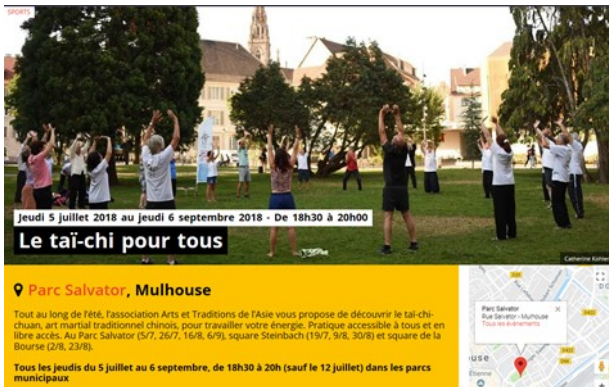 SPORTS
Jeudi 5 juillet 2018 au jeudi 6 septembre 2018 - De 18h30 à 20h00
Le taï-chi pour tous
Catherine Kohler
Parc Salvator, Mulhouse
Tout au long de l'été, l'association Arts et Traditions de l'Asie vous propose de découvrir le taï-chi-
chuan, art martial traditionnel chinois, pour travailler votre énergie. Pratique accessible à tous et en
libre accès. Au Parc Salvator (5/7, 26/7, 16/8, 6/9), square Steinbach (19/7, 9/8, 30/8) et square de la
Bourse (2/8, 23/8).
Tous les jeudis du 5 juillet au 6 septembre, de 18h30 à 20h (sauf le 12 juillet) dans les parcs
municipaux
Parc Salvator
Rue Salvator - Mulhouse
Tous les événements
use
Étienne